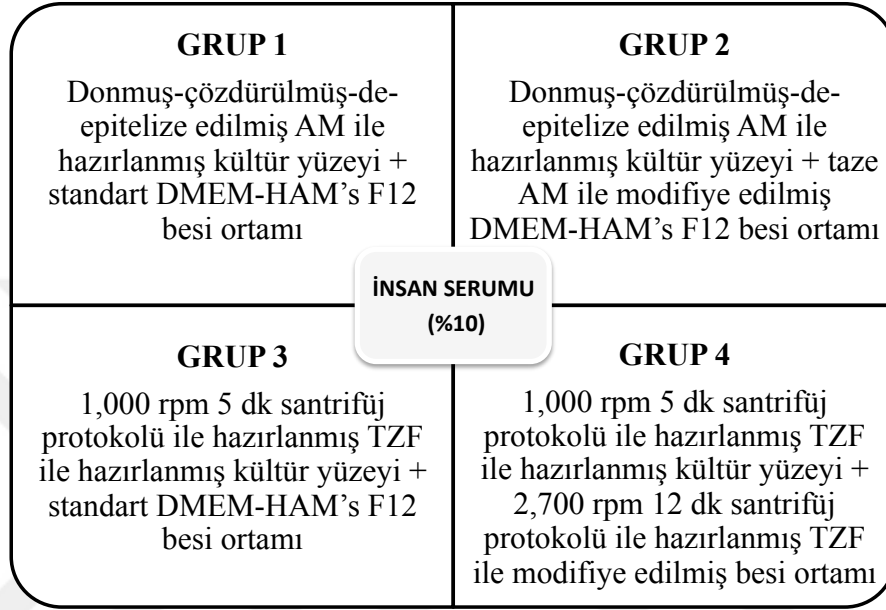 GRUP 1
Donmuş-çözdürülmüş-de-
epitelize edilmiş AM ile
hazırlanmış kültür yüzeyi +
standart DMEM-HAM’s F12
besi ortamı
GRUP 2
Donmuş-çözdürülmüş-de-
epitelize edilmiş AM ile
hazırlanmış kültür yüzeyi + taze
AM ile modifiye edilmiş
DMEM-HAM’s F12 besi ortamı
İNSAN SERUMU
(%10)
GRUP 3
1,000 rpm 5 dk santrifüj
protokolü ile hazırlanmış TZF
ile hazırlanmış kültür yüzeyi +
standart DMEM-HAM’s F12
besi ortamı
GRUP 4
1,000 rpm 5 dk santrifüj
protokolü ile hazırlanmış TZF
ile hazırlanmış kültür yüzeyi +
2,700 rpm 12 dk santrifüj
protokolü ile hazırlanmış TZF
ile modifiye edilmiş besi ortamı